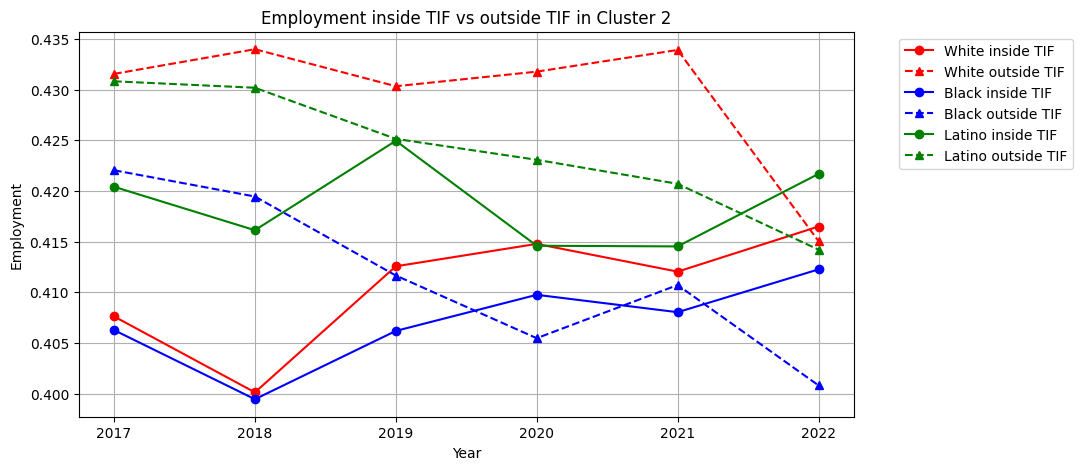 Employment inside TIF vs outside TIF in Cluster 2
0.435
0.430
0.425
0.420
0.415
0.410
0.405
0.400
Employment
2017 2018 2019 2020 2021 2022
Year
White inside TIF
White outside TIF
Black inside TIF
Black outside TIF
Latino inside TIF
Latino outside TIF